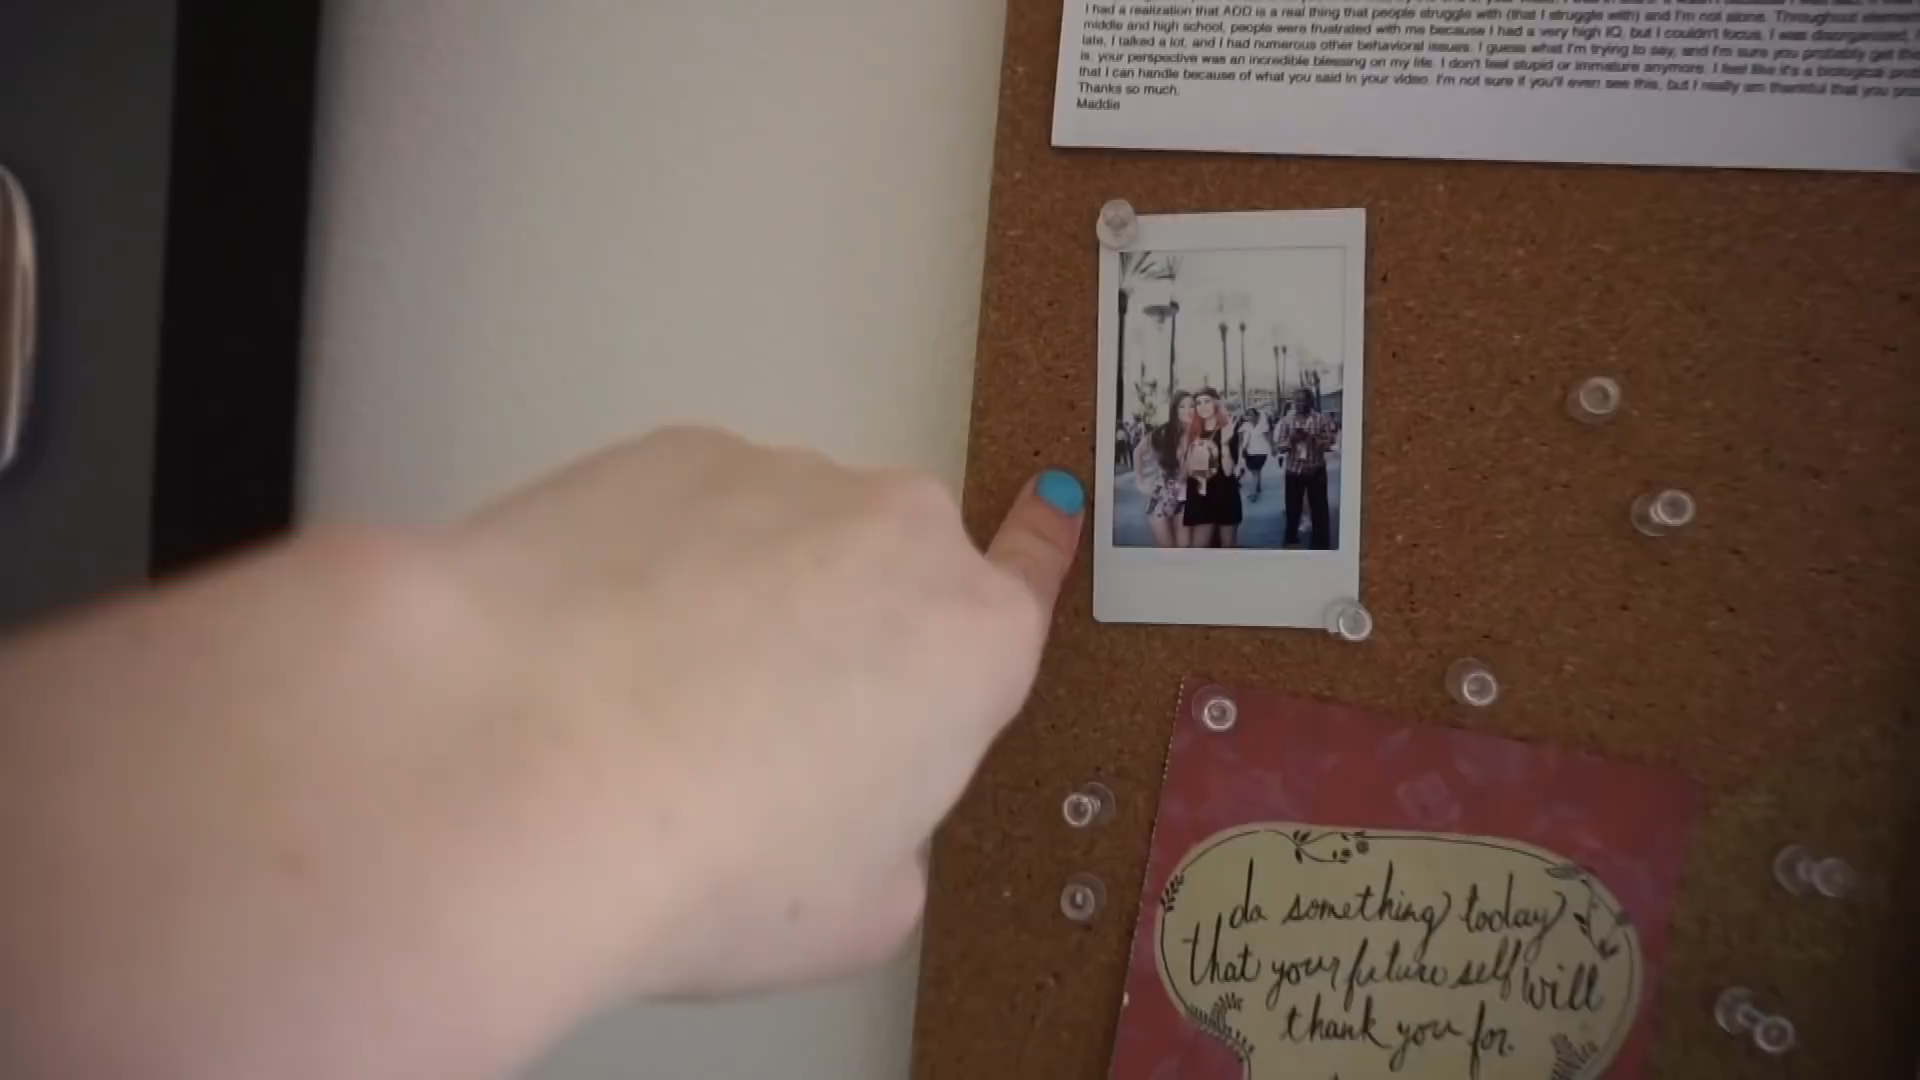 I had a realization that ADD is a real thing that people struggle with (that I struggle with) and I'm not alone. Throughout
middle and high school, people were frustrated with me because I had a very high IQ, but I couldn't focus, I was disorganized,
late, I talked a lot, and I had numerous other behavioral issues. I guess what I'm trying to say, and I'm sure you probably get
is, your perspective was an incredible blessing on my life. I don't feel stupid or immature anymore. I feel like it's a biological
that I can handle because of what you said in your video. I'm not sure if you'll even see this, but I really am thankful that you
Thanks so much,
Maddie
do something today
that your future self will
thank you for.